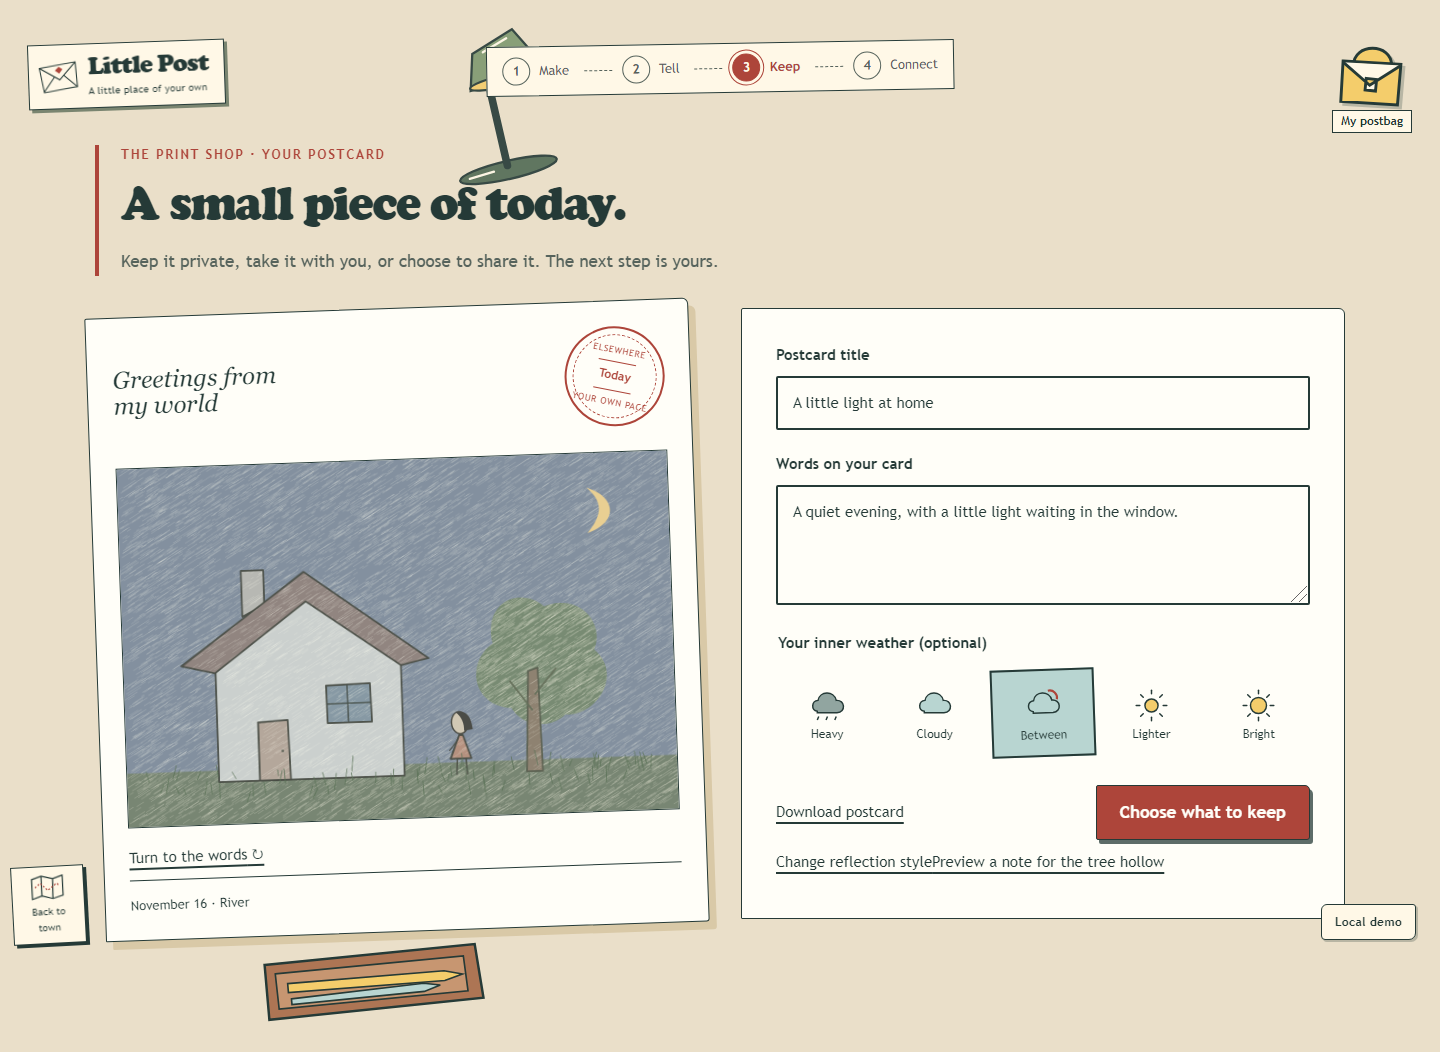 Little Post
A little place of your own
1 Make
2 Tell
3 Keep
4 Connect
My postbag
THE PRINT SHOP · YOUR POSTCARD
A small piece of today.
Keep it private, take it with you, or choose to share it. The next step is yours.
Greetings from
my world
ELSEWHERE
Today
YOUR OWN PACE
Turn to the words ↻
November 16 · River
Back to
town
Postcard title
A little light at home
Words on your card
A quiet evening, with a little light waiting in the window.
Your inner weather (optional)
Heavy
Cloudy
Between
Lighter
Bright
Download postcard
Choose what to keep
Change reflection stylePreview a note for the tree hollow
Local demo